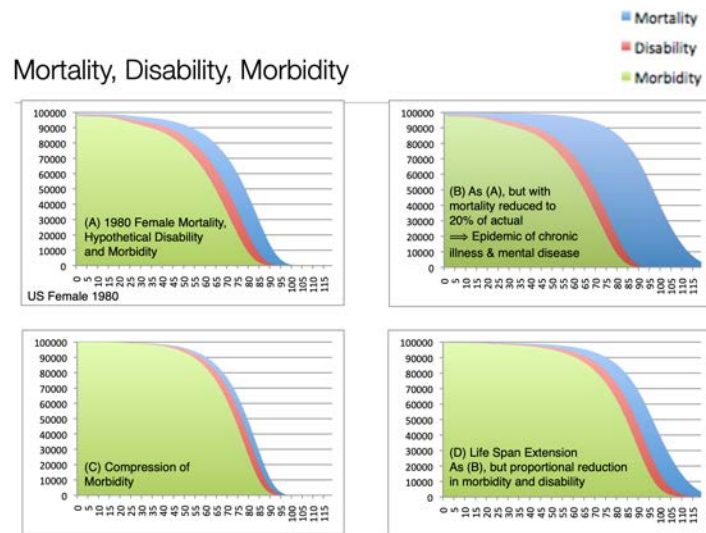 Mortality
Disability
Morbidity
Mortality, Disability, Morbidity
100000
90000
80000
70000
60000
50000
40000
30000
20000
10000
0
(A) 1980 Female Mortality,
Hypothetical Disability
and Morbidity
0 5 10 15 20 25 30 35 40 45 50 55 60 65 70 75 80 85 90 95 100 105 110 115
US Female 1980
100000
90000
80000
70000
60000
50000
40000
30000
20000
10000
0
(B) As (A), but with
mortality reduced to
20% of actual
⟹ Epidemic of chronic
illness & mental disease
0 5 10 15 20 25 30 35 40 45 50 55 60 65 70 75 80 85 90 95 100 105 110 115
100000
90000
80000
70000
60000
50000
40000
30000
20000
10000
0
(C) Compression of
Morbidity
0 5 10 15 20 25 30 35 40 45 50 55 60 65 70 75 80 85 90 95 100 105 110 115
100000
90000
80000
70000
60000
50000
40000
30000
20000
10000
0
(D) Life Span Extension
As (B), but proportional reduction
in morbidity and disability
0 5 10 15 20 25 30 35 40 45 50 55 60 65 70 75 80 85 90 95 100 105 110 115